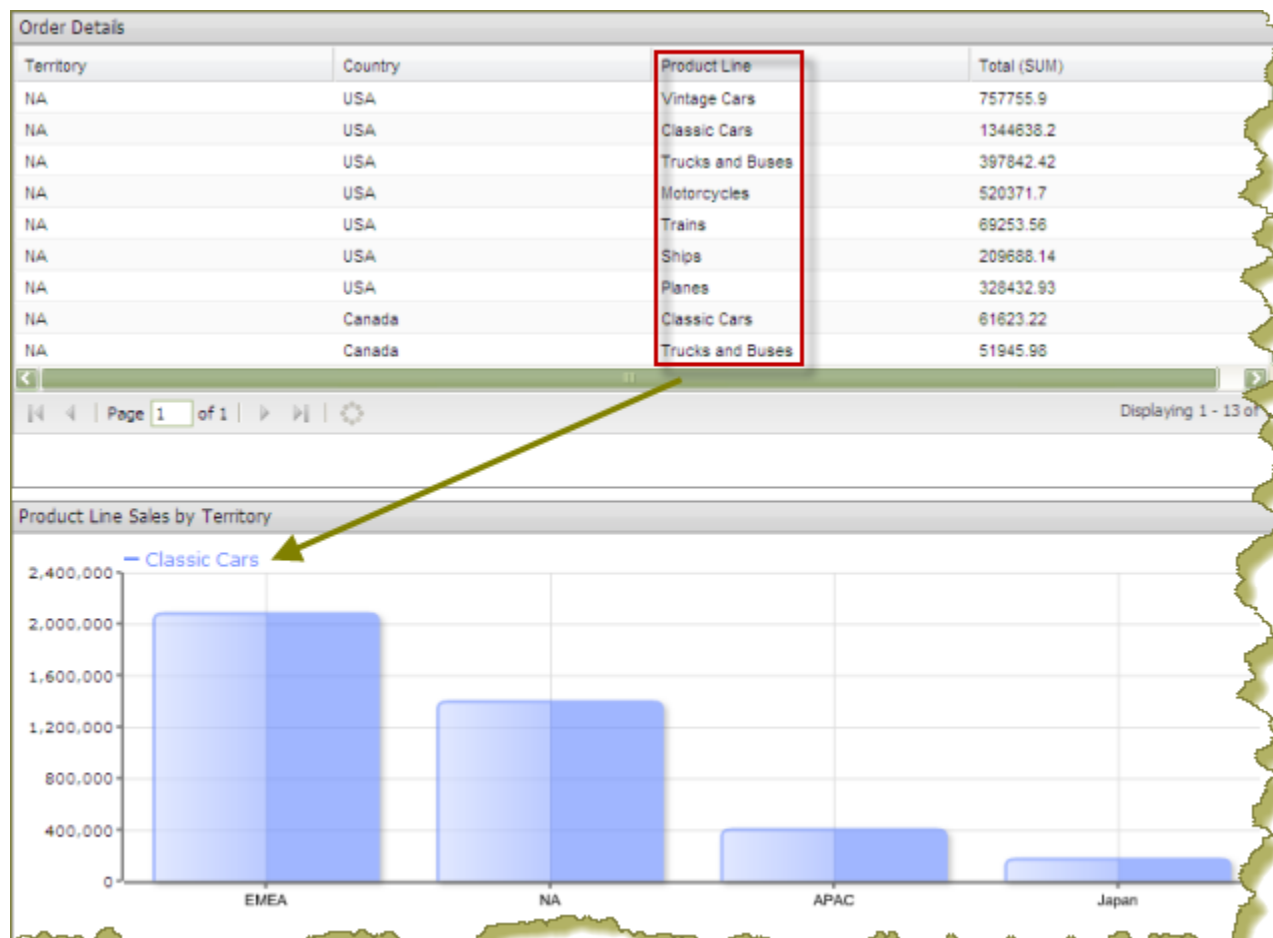 Order Details
Territory Country Product Line Total (SUM)
NA USA Vintage Cars 757755.9
NA USA Classic Cars 1344638.2
NA USA Trucks and Buses 397842.42
NA USA Motorcycles 520371.7
NA USA Trains 69253.56
NA USA Ships 209688.14
NA USA Planes 328432.93
NA Canada Classic Cars 61623.22
NA Canada Trucks and Buses 51945.98
Page 1 of 1 Displaying 1 - 13 of
Product Line Sales by Territory
Classic Cars
2,400,000
2,000,000
1,600,000
1,200,000
800,000
400,000
0
EMEA NA APAC Japan